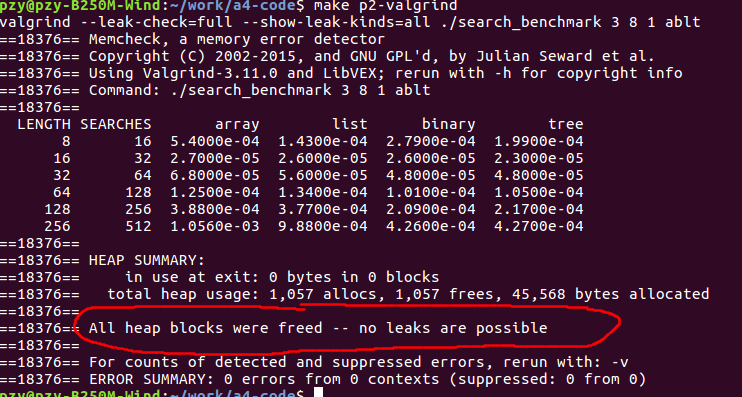 pzy@pzy-B250M-Wind:~/work/a4-code$ make p2-valgrind
valgrind --leak-check=full --show-leak-kinds=all ./search_benchmark 3 8 1 ablt
==18376== Memcheck, a memory error detector
==18376== Copyright (C) 2002-2015, and GNU GPL'd, by Julian Seward et al.
==18376== Using Valgrind-3.11.0 and LibVEX; rerun with -h for copyright info
==18376== Command: ./search_benchmark 3 8 1 ablt
==18376==
LENGTH SEARCHES array list binary tree
8 16 5.4000e-04 1.4300e-04 2.7900e-04 1.9900e-04
16 32 2.7000e-05 2.6000e-05 2.6000e-05 2.3000e-05
32 64 6.8000e-05 5.6000e-05 4.8000e-05 4.8000e-05
64 128 1.2500e-04 1.3400e-04 1.0100e-04 1.0500e-04
128 256 3.8800e-04 3.7700e-04 2.0900e-04 2.1700e-04
256 512 1.0560e-03 9.8800e-04 4.2600e-04 4.2700e-04
==18376==
==18376== HEAP SUMMARY:
==18376== in use at exit: 0 bytes in 0 blocks
==18376== total heap usage: 1,057 allocs, 1,057 frees, 45,568 bytes allocated
==18376==
==18376== All heap blocks were freed -- no leaks are possible
==18376==
==18376== For counts of detected and suppressed errors, rerun with: -v
==18376== ERROR SUMMARY: 0 errors from 0 contexts (suppressed: 0 from 0)
pzy@pzy-B250M-Wind:~/work/a4-code$